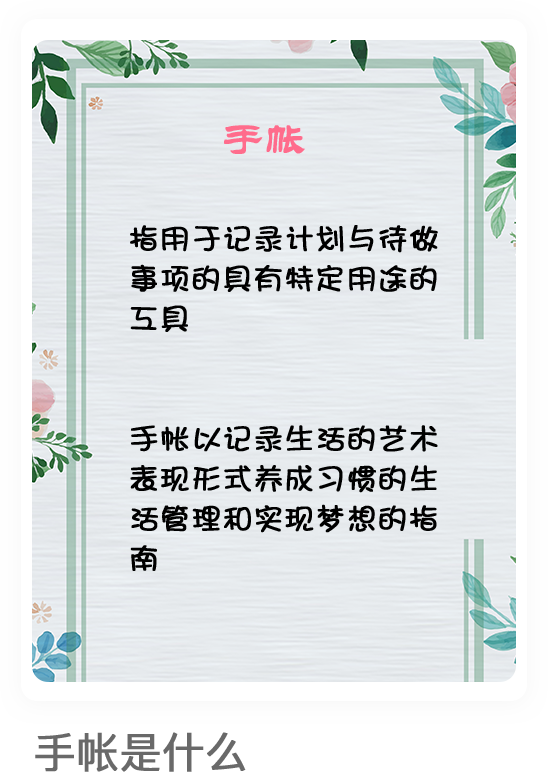 手帐
指用于记录计划与待做
事项的具有特定用途的
工具
手帐以记录生活的艺术
表现形式养成习惯的生
活管理和实现梦想的指
南
手帐是什么